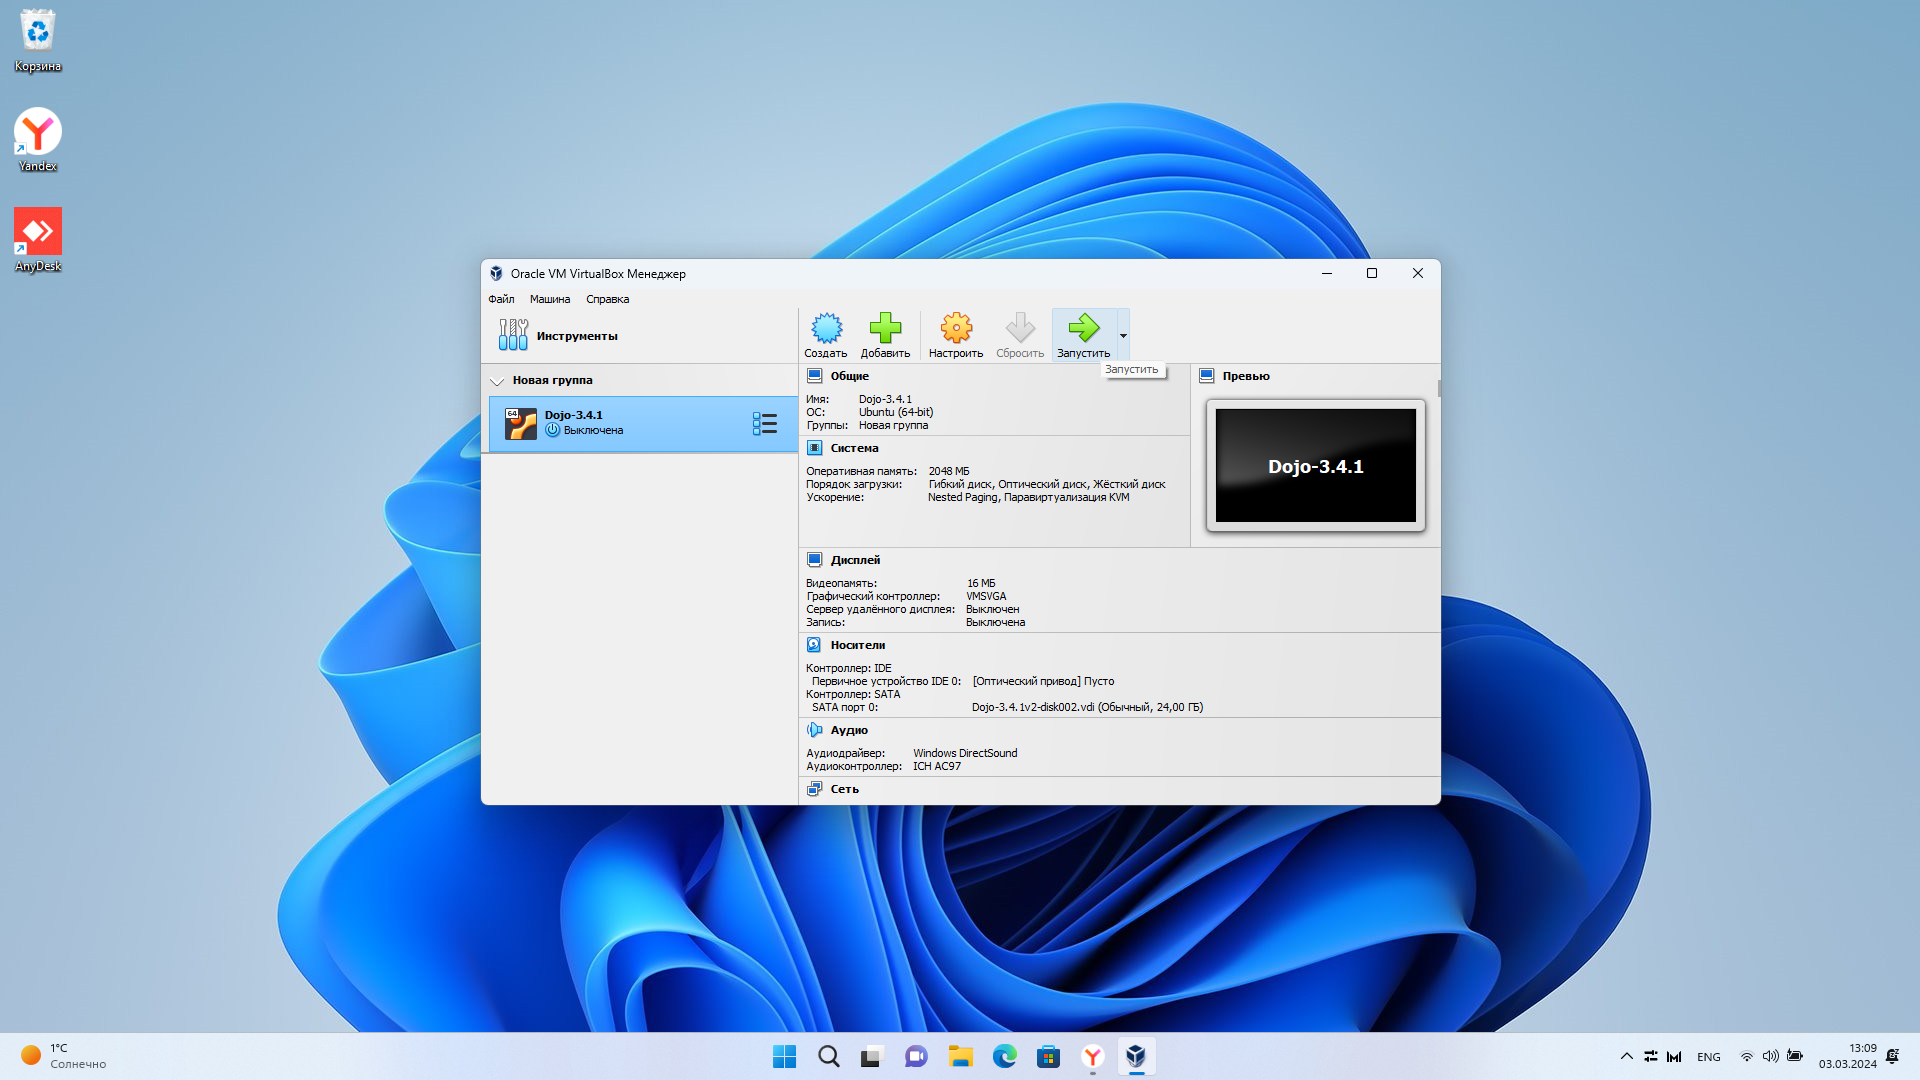 Корзина
Yandex
AnyDesk
Oracle VM VirtualBox Менеджер
Файл Машина Справка
Инструменты
Создать Добавить Настроить Сбросить Запустить
Запустить
Новая группа
64
Dojo-3.4.1
Выключена
Общие
Имя: Dojo-3.4.1
ОС: Ubuntu (64-bit)
Группы: Новая группа
Система
Оперативная память: 2048 МБ
Порядок загрузки: Гибкий диск, Оптический диск, Жёсткий диск
Ускорение: Nested Paging, Паравиртуализация KVM
Превью
Dojo-3.4.1
Дисплей
Видеопамять: 16 МБ
Графический контроллер: VMSVGA
Сервер удалённого дисплея: Выключен
Запись: Выключена
Носители
Контроллер: IDE
Первичное устройство IDE 0: [Оптический привод] Пусто
Контроллер: SATA
SATA порт 0: Dojo-3.4.1v2-disk002.vdi (Обычный, 24,00 ГБ)
Аудио
Аудиодрайвер: Windows DirectSound
Аудиоконтроллер: ICH AC97
Сеть
1°C
Солнечно
ENG
13:09
03.03.2024